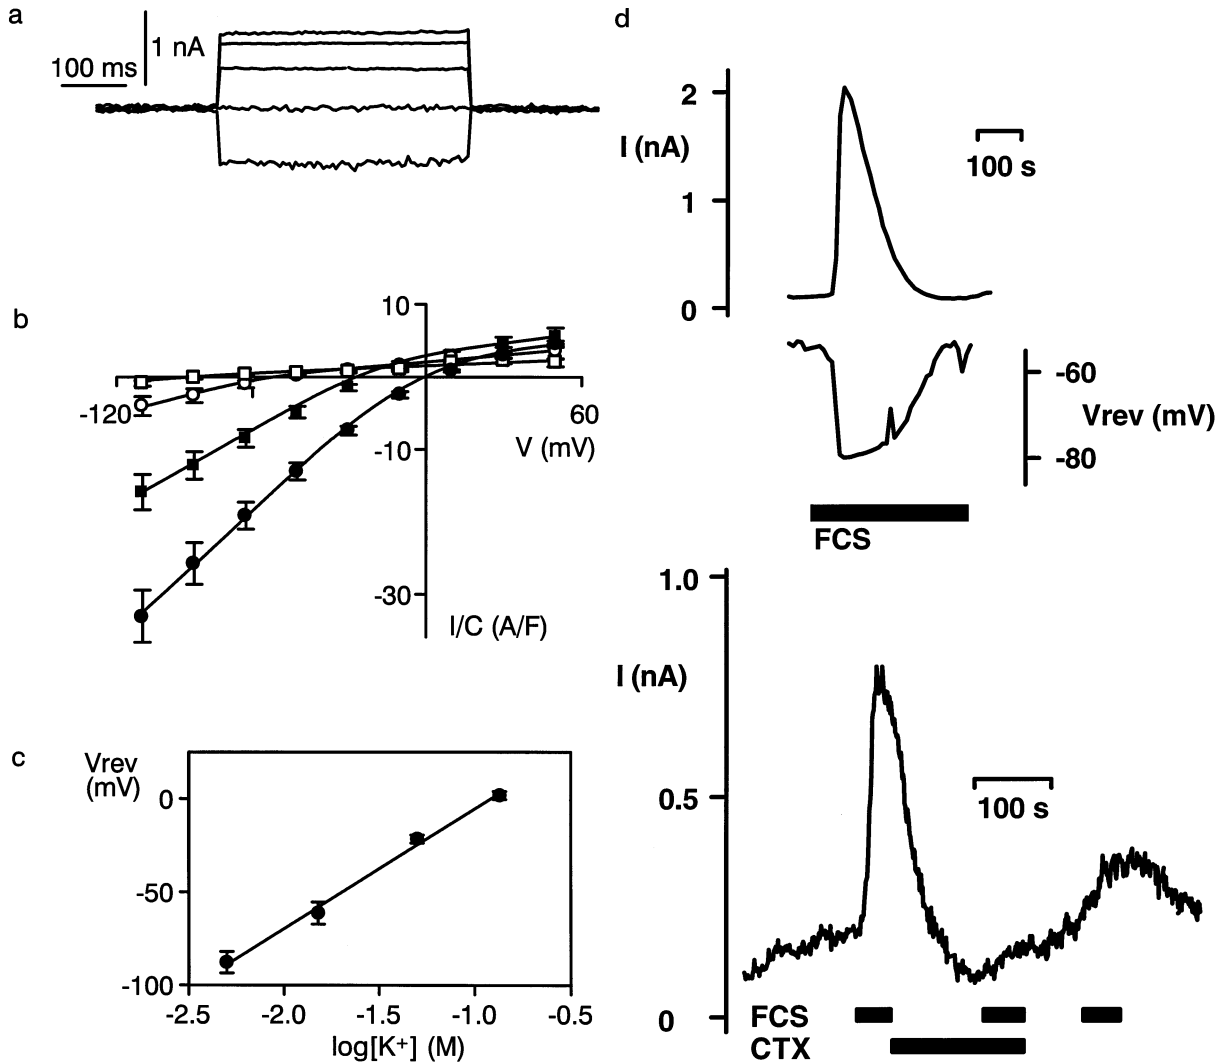 a
1 nA
100 ms
b
10
-120
60
V (mV)
-10
-30
I/C (A/F)
c
Vrev
(mV)
0
-50
-100
-2.5 -2.0 -1.5 -1.0 -0.5
log[K⁺] (M)
d
2
I (nA)
100 s
1
0
-60
Vrev (mV)
-80
FCS
1.0
I (nA)
100 s
0.5
0
FCS
CTX